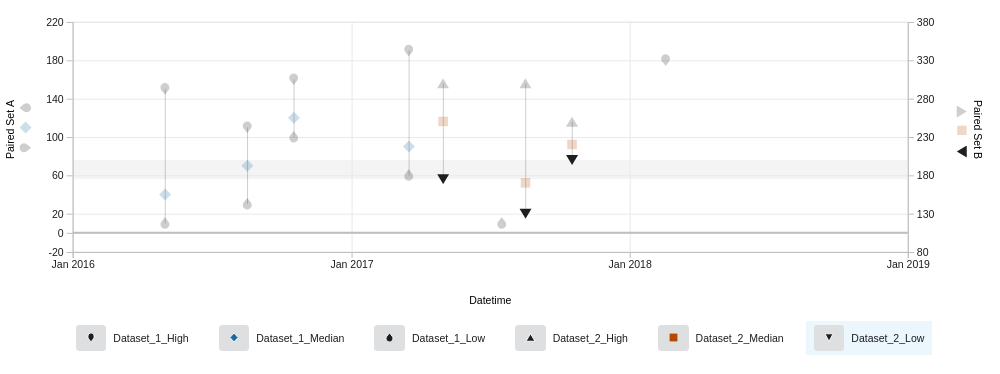 220
180
140
100
60
20
0
-20
380
330
280
230
180
130
80
Paired Set A
Paired Set B
Jan 2016
Jan 2017
Jan 2018
Jan 2019
Datetime
Dataset_1_High
Dataset_1_Median
Dataset_1_Low
Dataset_2_High
Dataset_2_Median
Dataset_2_Low